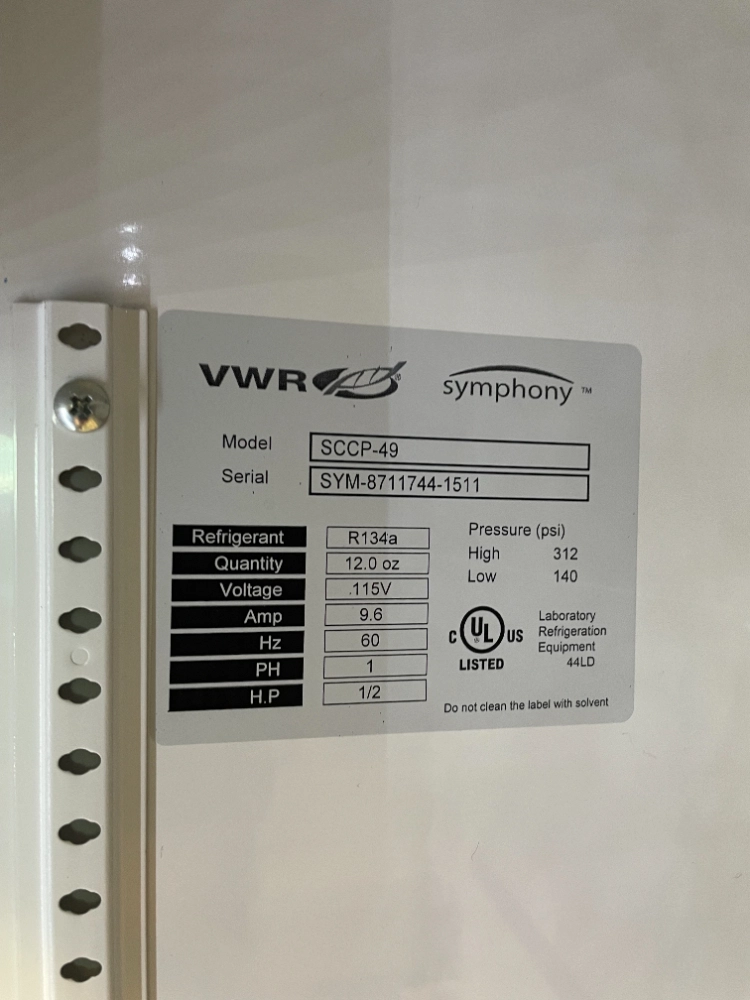 VWR ®
symphony ™
Model SCCP-49
Serial SYM-8711744-1511
Refrigerant R134a
Quantity 12.0 oz
Voltage .115V
Amp 9.6
Hz 60
PH 1
H.P 1/2
Pressure (psi)
High 312
Low 140
C UL US
LISTED
Laboratory
Refrigeration
Equipment
44LD
Do not clean the label with solvent